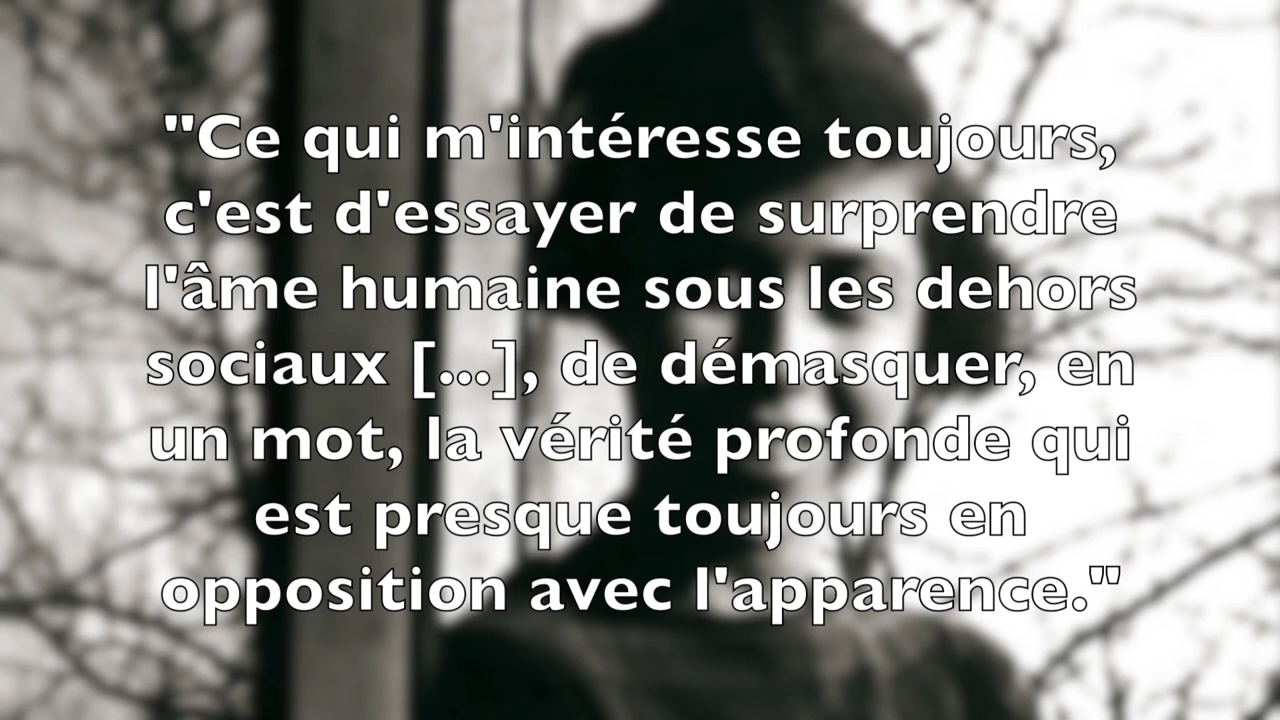 "Ce qui m'intéresse toujours,
c'est d'essayer de surprendre
l'âme humaine sous les dehors
sociaux [...], de démasquer, en
un mot, la vérité profonde qui
est presque toujours en
opposition avec l'apparence."